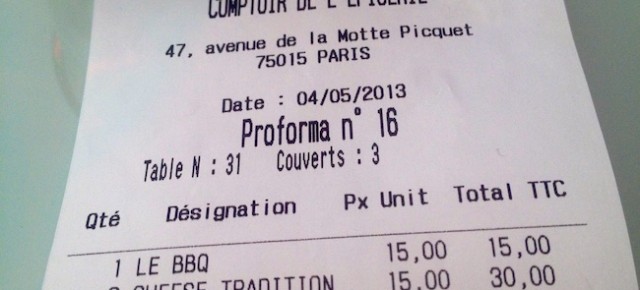 COMPTOIR DE L'EPICERIE
47, avenue de la Motte Picquet
75015 PARIS
Date : 04/05/2013
Proforma n° 16
Table N : 31 Couverts : 3
Qté Désignation Px Unit Total TTC
1 LE BBQ 15,00 15,00
2 CHEESE TRADITION 15,00 30,00